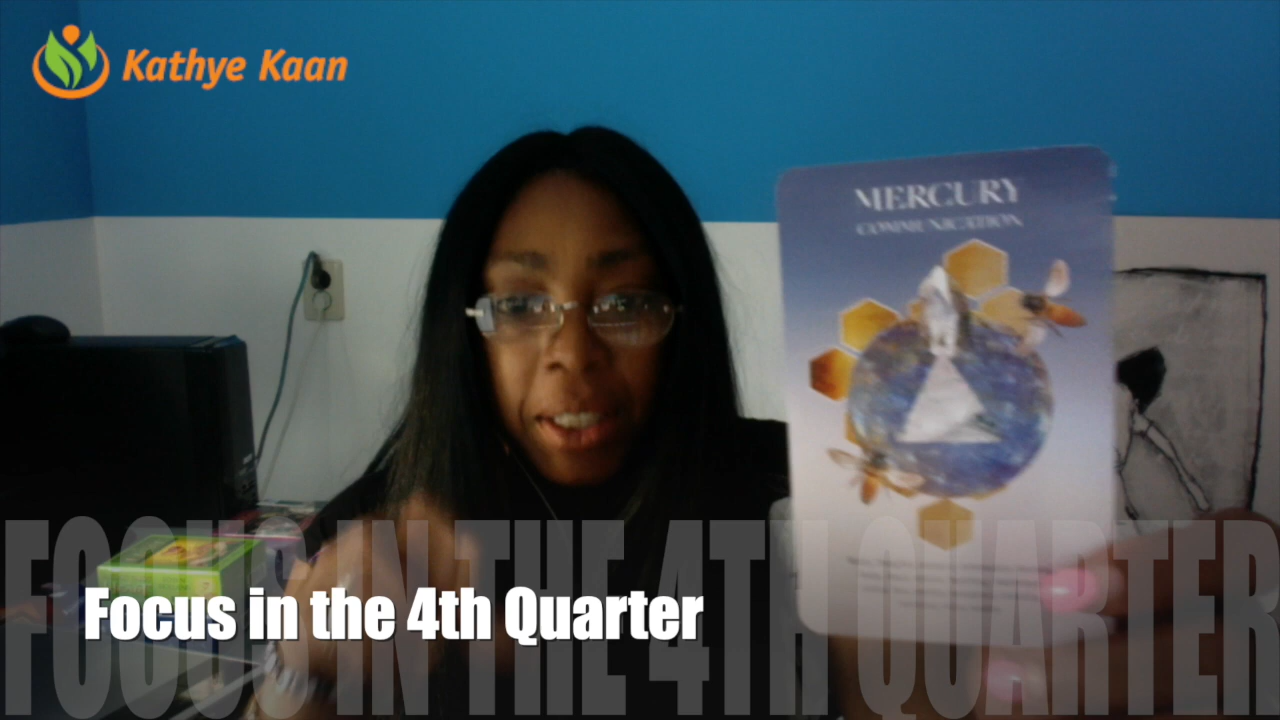 Kathye Kaan
MERCURY
COMMUNICATION
FOCUS IN THE 4TH QUARTER
Focus in the 4th Quarter